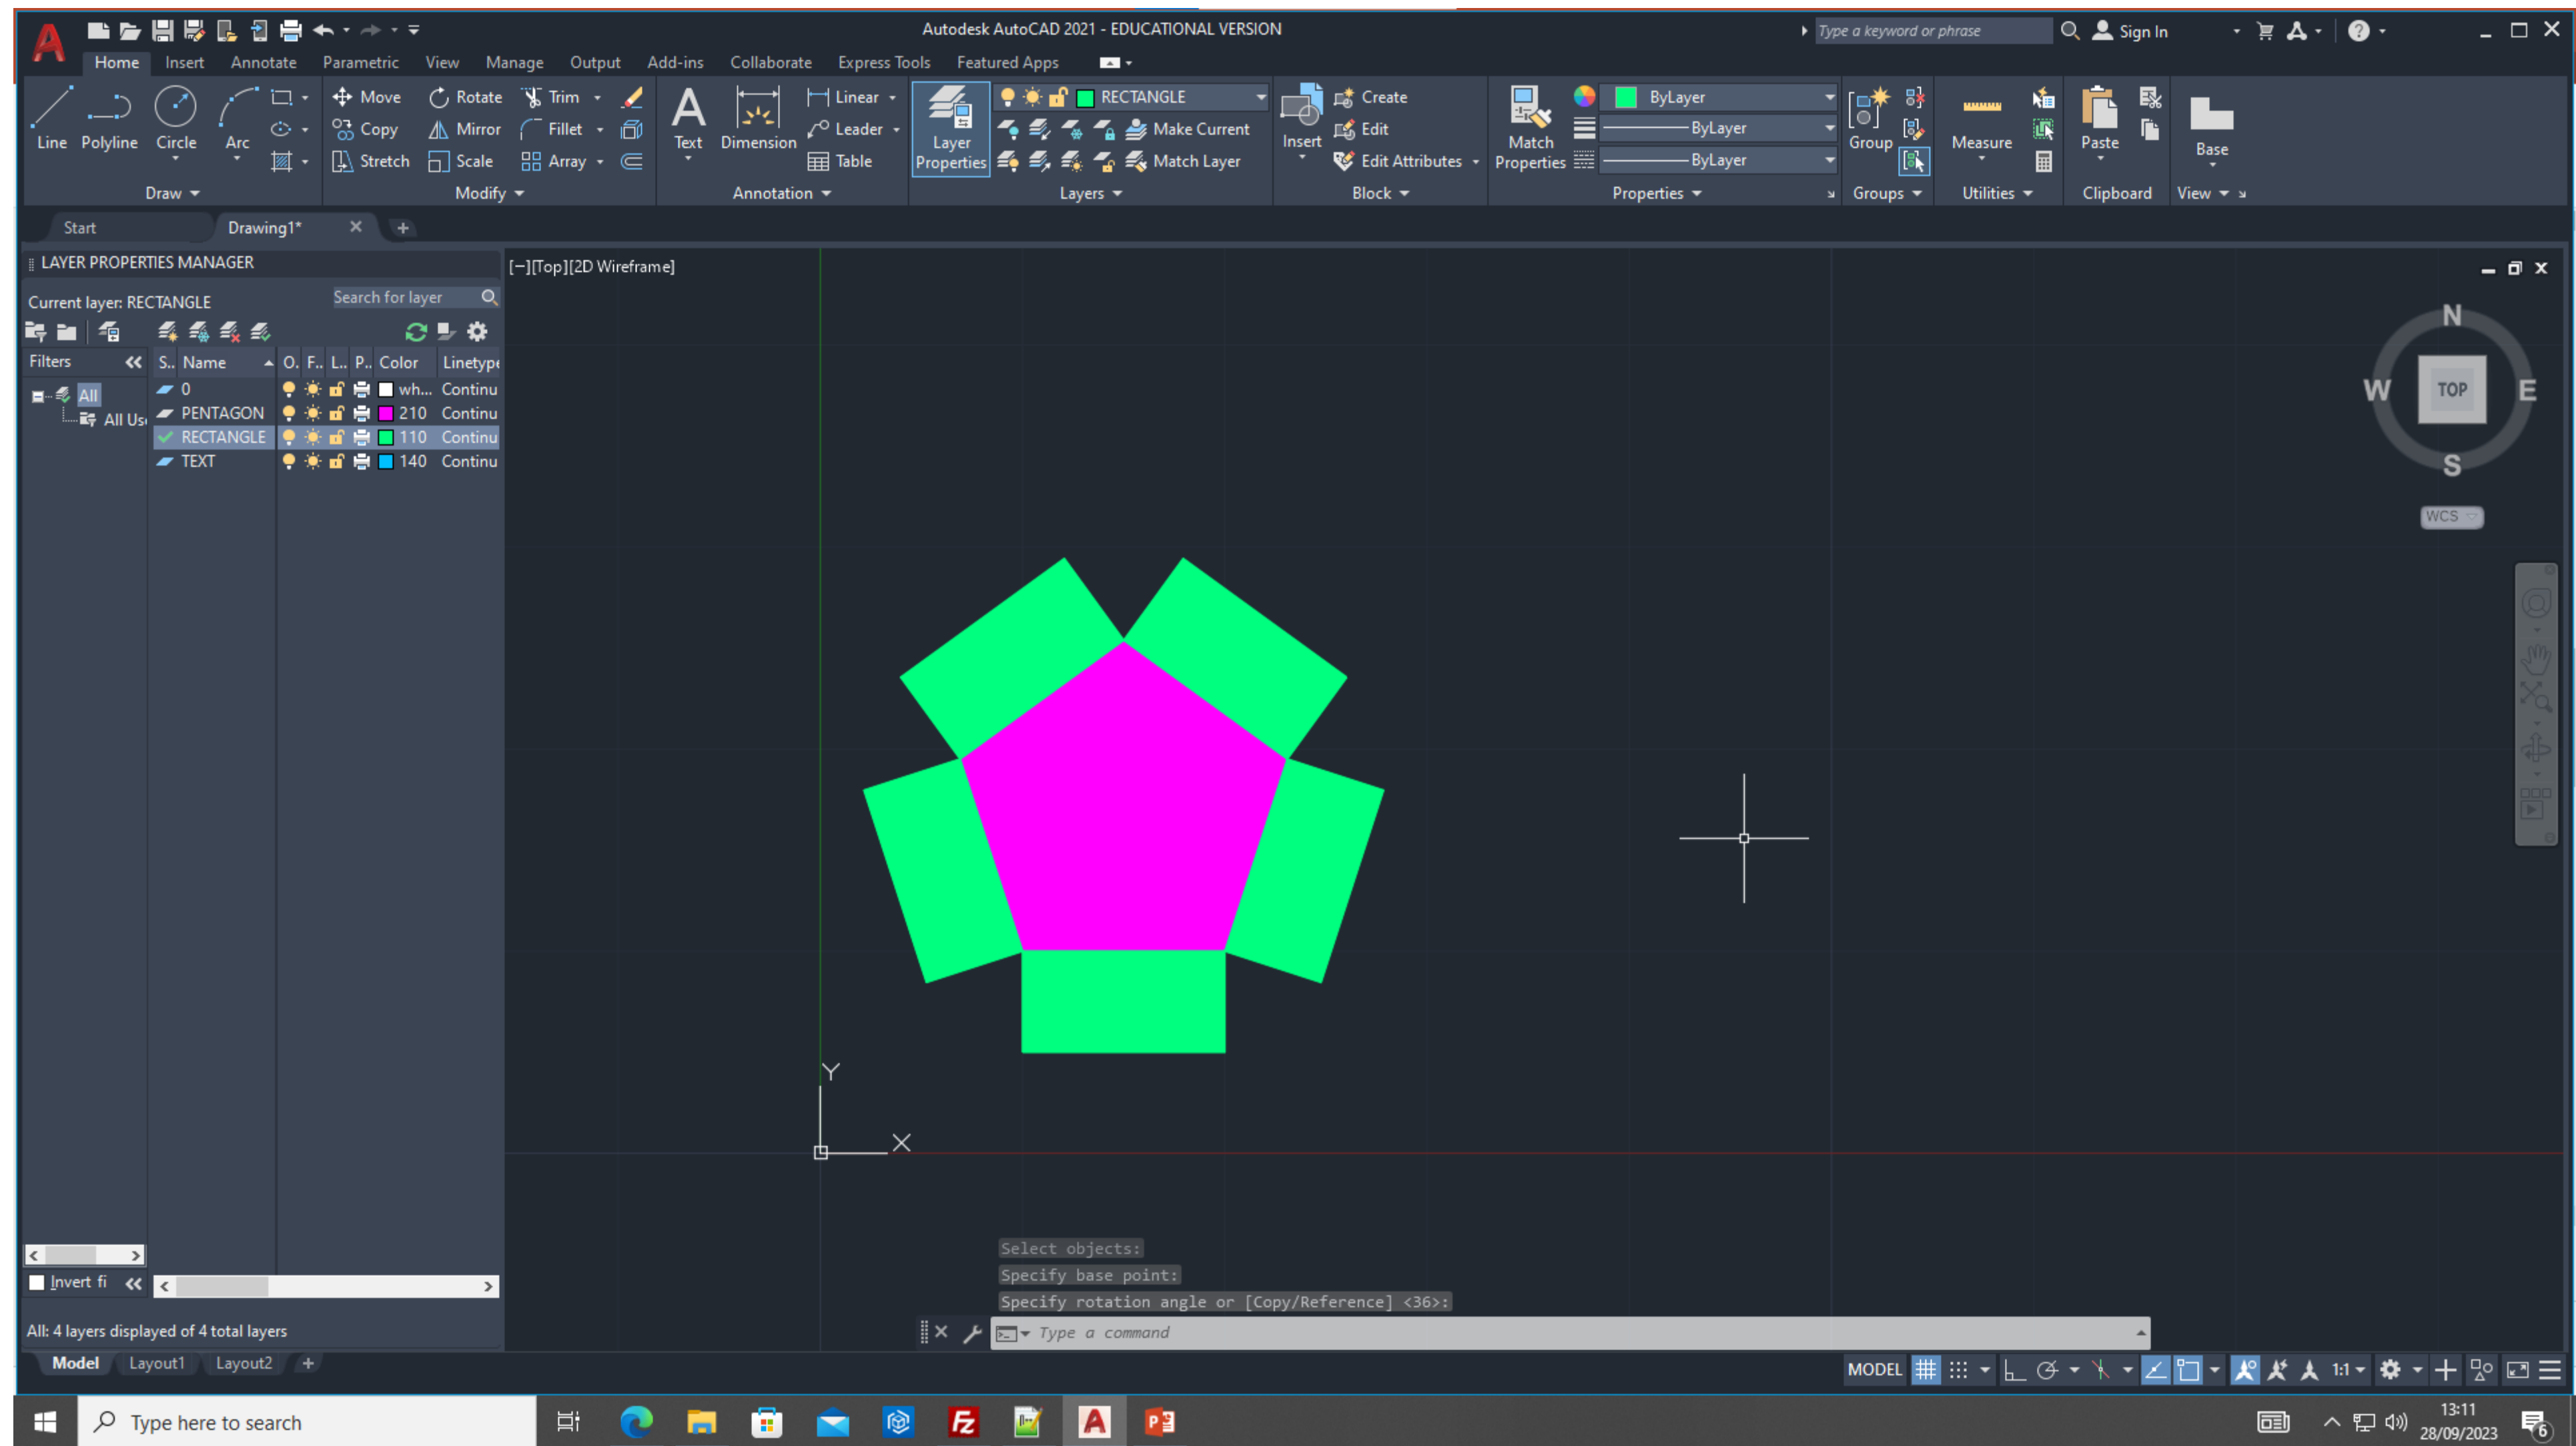 Autodesk AutoCAD 2021 - EDUCATIONAL VERSION
Type a keyword or phrase
Sign In
Home Insert Annotate Parametric View Manage Output Add-ins Collaborate Express Tools Featured Apps
Line Polyline Circle Arc
Move Rotate Trim
Copy Mirror Fillet
Stretch Scale Array
Text Dimension
Linear
Leader
Table
Layer Properties
RECTANGLE
Make Current
Match Layer
Insert
Create
Edit
Edit Attributes
Match Properties
ByLayer
ByLayer
ByLayer
Group
Measure
Paste
Base
Draw Modify Annotation Layers Block Properties Groups Utilities Clipboard View
Start Drawing1*
LAYER PROPERTIES MANAGER
Current layer: RECTANGLE
Search for layer
Filters
S.. Name O. F.. L.. P.. Color Linetype
All
All Us
0 wh... Continu
PENTAGON 210 Continu
RECTANGLE 110 Continu
TEXT 140 Continu
[−][Top][2D Wireframe]
N
W TOP E
S
WCS
Y
X
Select objects:
Specify base point:
Specify rotation angle or [Copy/Reference] <36>:
Type a command
Invert fi
All: 4 layers displayed of 4 total layers
Model Layout1 Layout2
MODEL 1:1
Type here to search
13:11
28/09/2023
6